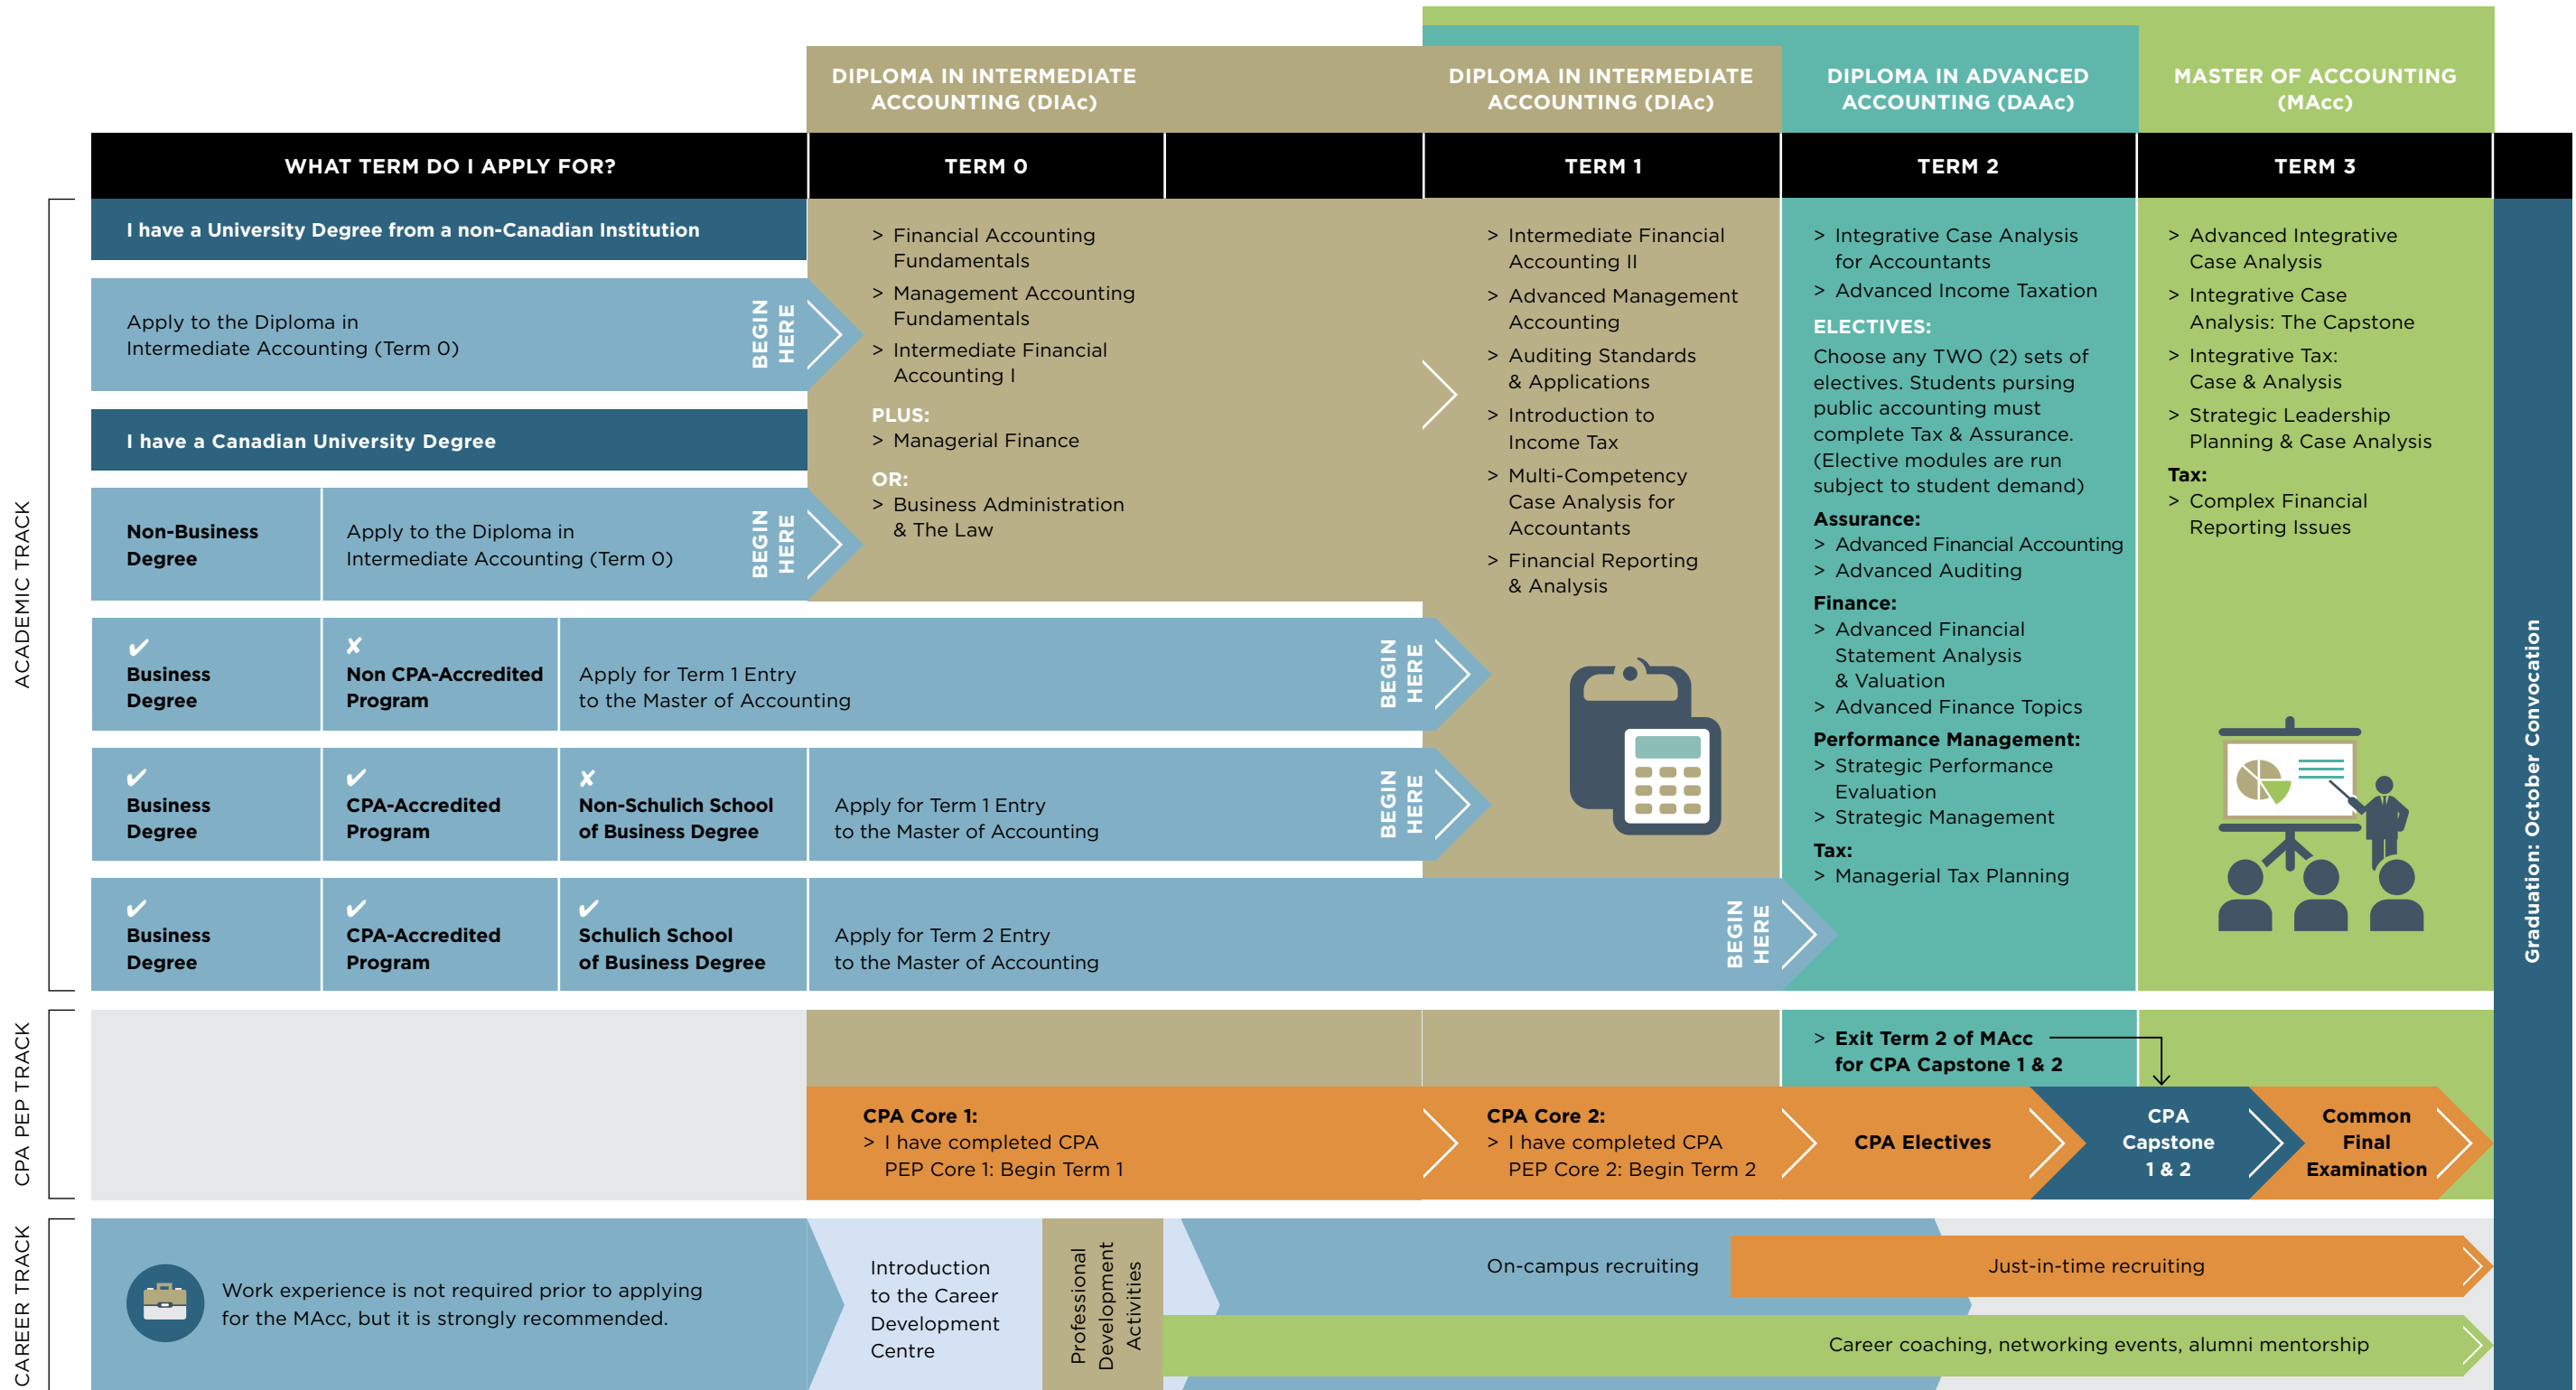 DIPLOMA IN INTERMEDIATE
ACCOUNTING (DIAc)
DIPLOMA IN INTERMEDIATE
ACCOUNTING (DIAc)
DIPLOMA IN ADVANCED
ACCOUNTING (DAAc)
MASTER OF ACCOUNTING
(MAcc)
WHAT TERM DO I APPLY FOR?
TERM 0
TERM 1
TERM 2
TERM 3
ACADEMIC TRACK
I have a University Degree from a non-Canadian Institution
Apply to the Diploma in
Intermediate Accounting (Term 0)
BEGIN
HERE
I have a Canadian University Degree
Non-Business
Degree
Apply to the Diploma in
Intermediate Accounting (Term 0)
BEGIN
HERE
✔
Business
Degree
✘
Non CPA-Accredited
Program
Apply for Term 1 Entry
to the Master of Accounting
BEGIN
HERE
✔
Business
Degree
✔
CPA-Accredited
Program
✘
Non-Schulich School
of Business Degree
Apply for Term 1 Entry
to the Master of Accounting
BEGIN
HERE
✔
Business
Degree
✔
CPA-Accredited
Program
✔
Schulich School
of Business Degree
Apply for Term 2 Entry
to the Master of Accounting
BEGIN
HERE
> Financial Accounting
Fundamentals
> Management Accounting
Fundamentals
> Intermediate Financial
Accounting I
PLUS:
> Managerial Finance
OR:
> Business Administration
& The Law
> Intermediate Financial
Accounting II
> Advanced Management
Accounting
> Auditing Standards
& Applications
> Introduction to
Income Tax
> Multi-Competency
Case Analysis for
Accountants
> Financial Reporting
& Analysis
> Integrative Case Analysis
for Accountants
> Advanced Income Taxation
ELECTIVES:
Choose any TWO (2) sets of
electives. Students pursing
public accounting must
complete Tax & Assurance.
(Elective modules are run
subject to student demand)
Assurance:
> Advanced Financial Accounting
> Advanced Auditing
Finance:
> Advanced Financial
Statement Analysis
& Valuation
> Advanced Finance Topics
Performance Management:
> Strategic Performance
Evaluation
> Strategic Management
Tax:
> Managerial Tax Planning
> Advanced Integrative
Case Analysis
> Integrative Case
Analysis: The Capstone
> Integrative Tax:
Case & Analysis
> Strategic Leadership
Planning & Case Analysis
Tax:
> Complex Financial
Reporting Issues
Graduation: October Convocation
CPA PEP TRACK
> Exit Term 2 of MAcc
for CPA Capstone 1 & 2
CPA Core 1:
> I have completed CPA
PEP Core 1: Begin Term 1
CPA Core 2:
> I have completed CPA
PEP Core 2: Begin Term 2
CPA Electives
CPA
Capstone
1 & 2
Common
Final
Examination
CAREER TRACK
Work experience is not required prior to applying
for the MAcc, but it is strongly recommended.
Introduction
to the Career
Development
Centre
Professional
Development
Activities
On-campus recruiting
Just-in-time recruiting
Career coaching, networking events, alumni mentorship